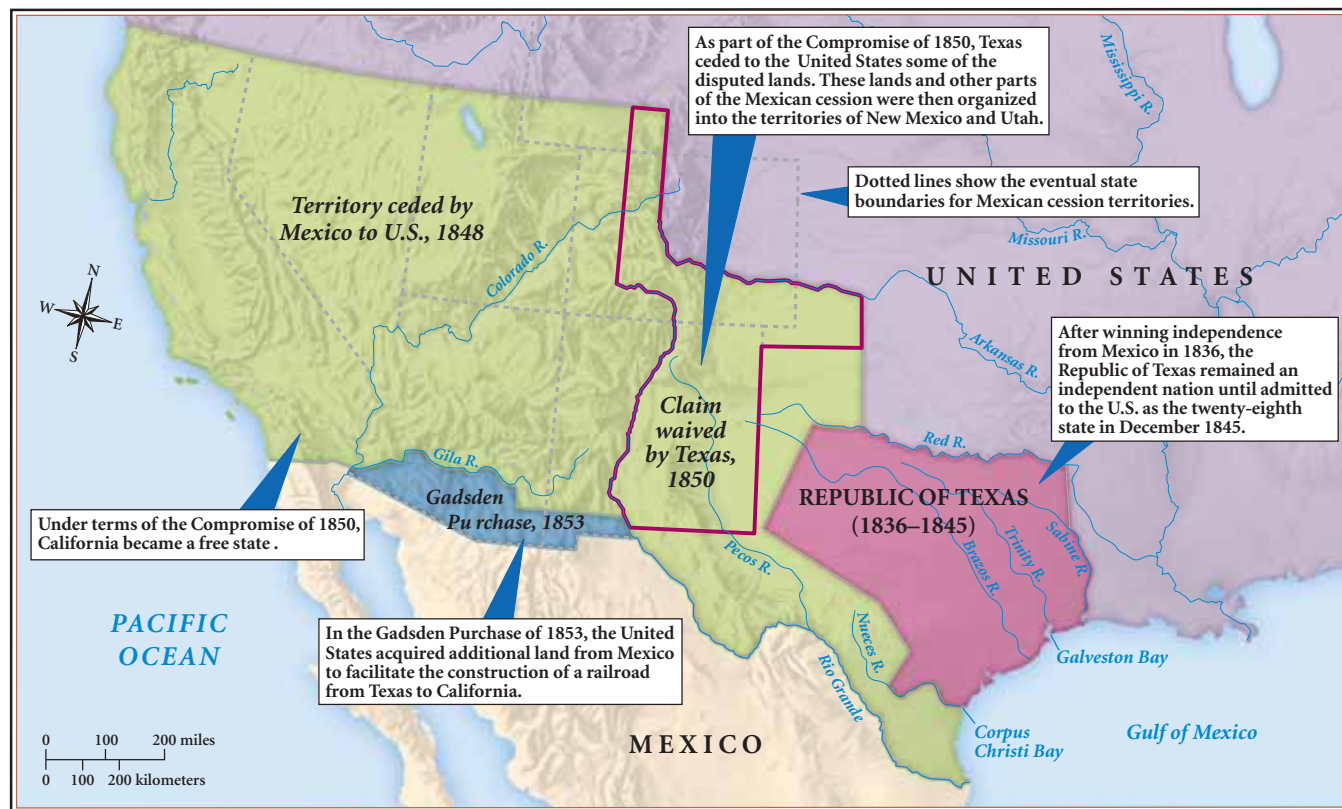 As part of the Compromise of 1850, Texas
ceded to the United States some of the
disputed lands. These lands and other parts
of the Mexican cession were then organized
into the territories of New Mexico and Utah.
Mississippi R.
Dotted lines show the eventual state
boundaries for Mexican cession territories.
Territory ceded by
Mexico to U.S., 1848
Colorado R.
Missouri R.
UNITED STATES
N
W
E
S
After winning independence
from Mexico in 1836, the
Republic of Texas remained an
independent nation until admitted
to the U.S. as the twenty-eighth
state in December 1845.
Arkansas R.
Claim
waived
by Texas,
1850
Red R.
Gila R.
Gadsden
Pu rchase, 1853
REPUBLIC OF TEXAS
(1836–1845)
Under terms of the Compromise of 1850,
California became a free state .
Pecos R.
Brazos R.
Trinity R.
Sabine R.
PACIFIC
OCEAN
In the Gadsden Purchase of 1853, the United
States acquired additional land from Mexico
to facilitate the construction of a railroad
from Texas to California.
Nueces R.
Rio Grande
Galveston Bay
MEXICO
Corpus
Christi Bay
Gulf of Mexico
0 100 200 miles
0 100 200 kilometers